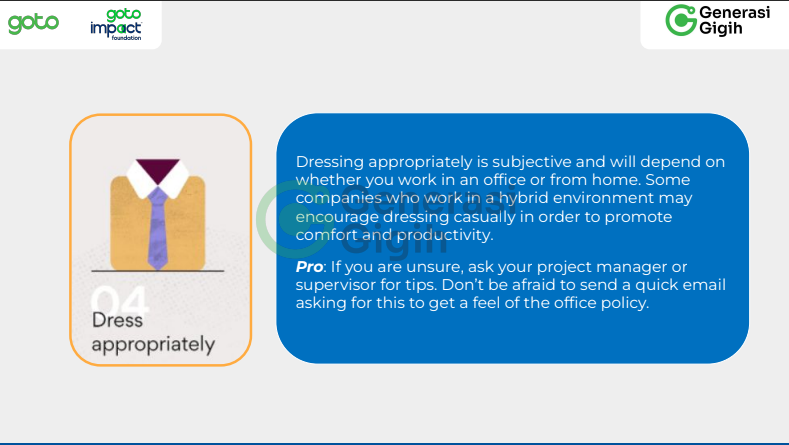 goto
goto
impact
foundation
Generasi
Gigih
04
Dress
appropriately
Dressing appropriately is subjective and will depend on
whether you work in an office or from home. Some
companies who work in a hybrid environment may
encourage dressing casually in order to promote
comfort and productivity.
Pro: If you are unsure, ask your project manager or
supervisor for tips. Don't be afraid to send a quick email
asking for this to get a feel of the office policy.
Generasi
Gigih